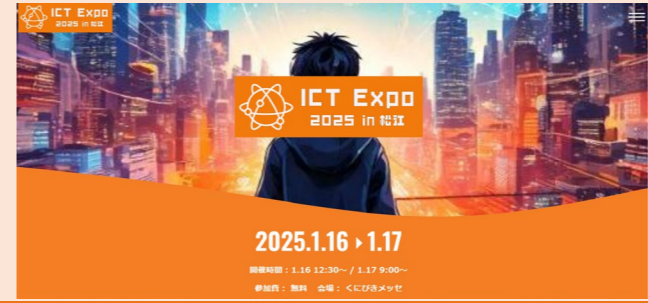 ICT Expo
2025 in 松江
ICT Expo
2025 in 松江
2025.1.16 ▸ 1.17
開催時間：1.16 12:30～ / 1.17 9:00～
参加費： 無料　会場： くにびきメッセ